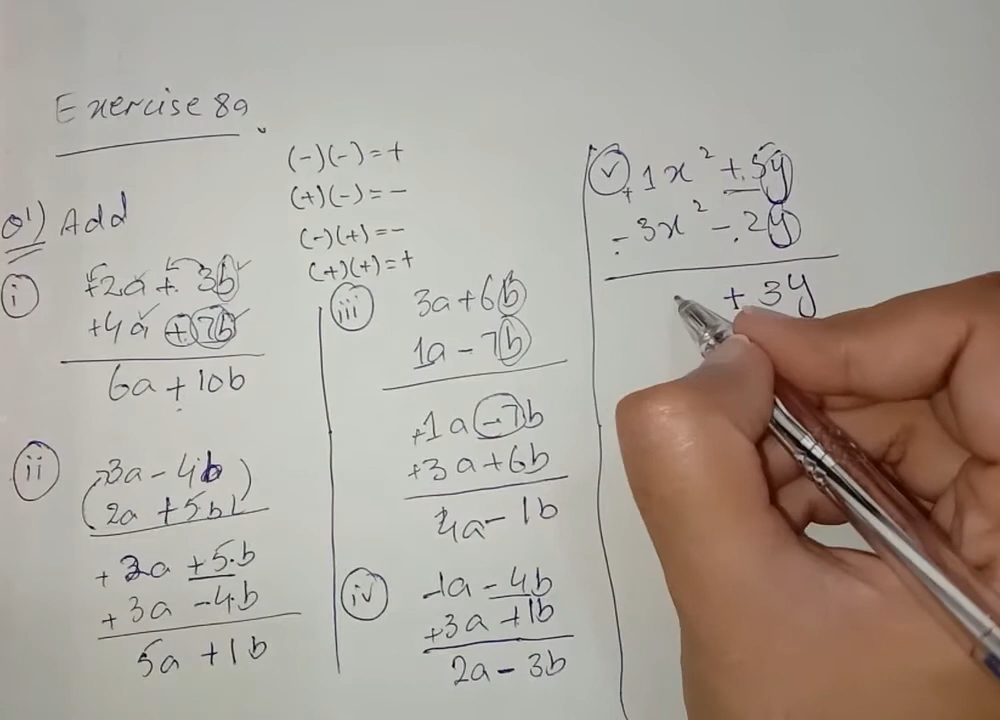 Exercise 8a
Q1) Add
(-)(-)=+
(+)(-)=-
(-)(+)=-
(+)(+)=+
i +2a + 3b
+4a +7b
6a+10b
ii 3a - 4b
2a +5b
+2a +5.b
+3a -4.b
5a +1b
iii 3a+6b
1a - 7b
+1a -7b
+3a+6b
4a-1b
iv -1a-4b
+3a +1b
2a-3b
v +1x² +5y
-3x² -.2y
+3y